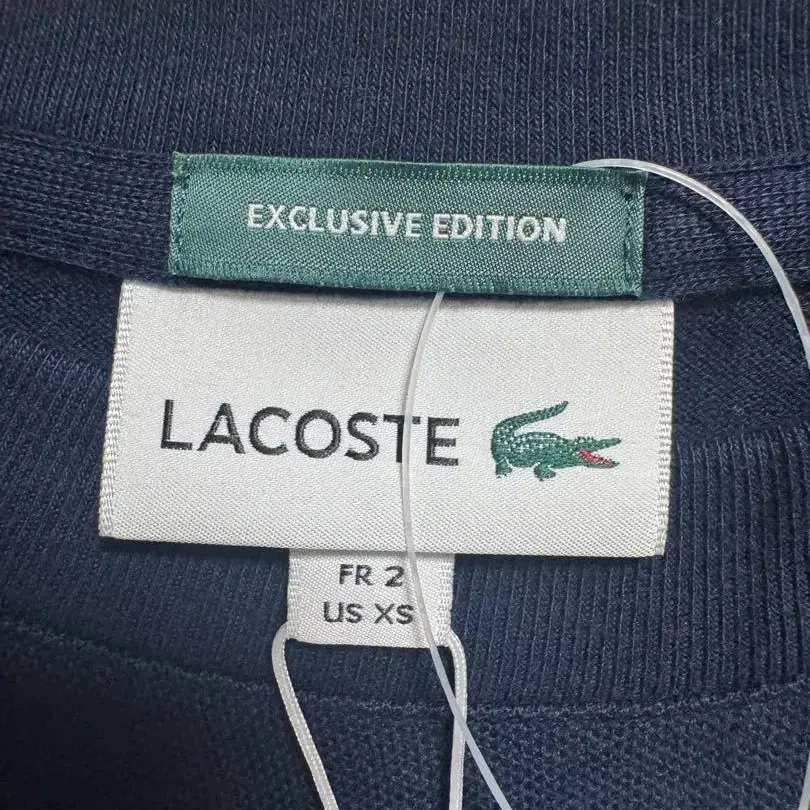 EXCLUSIVE EDITION
LACOSTE
FR 2
US XS